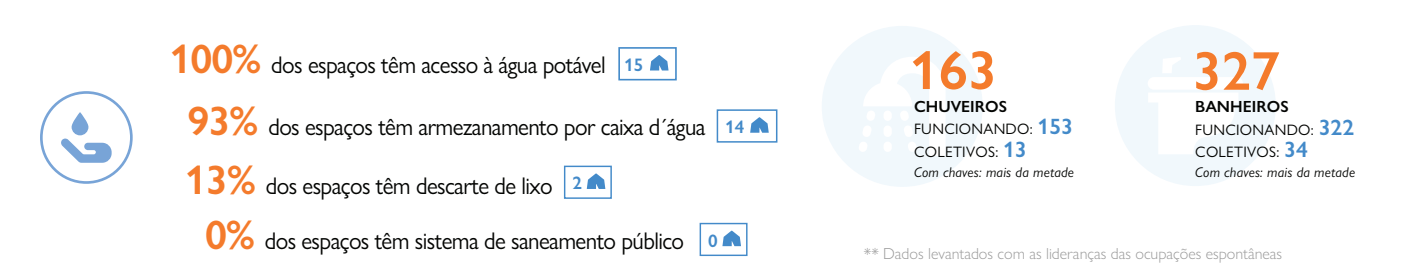 100% dos espaços têm acesso à água potável 15
93% dos espaços têm armezanamento por caixa d´água 14
13% dos espaços têm descarte de lixo 2
0% dos espaços têm sistema de saneamento público 0
163
CHUVEIROS
FUNCIONANDO: 153
COLETIVOS: 13
Com chaves: mais da metade
327
BANHEIROS
FUNCIONANDO: 322
COLETIVOS: 34
Com chaves: mais da metade
** Dados levantados com as lideranças das ocupações espontâneas